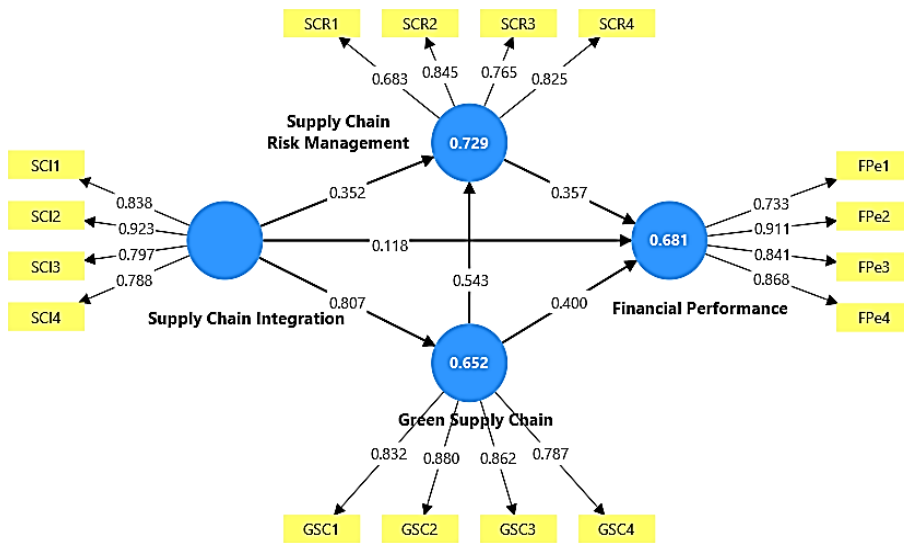 SCR1
SCR2
SCR3
SCR4
0.683
0.845
0.765
0.825
Supply Chain
Risk Management
0.729
SCI1
SCI2
SCI3
SCI4
0.838
0.923
0.797
0.788
0.352
0.357
0.118
0.807
0.543
0.400
Supply Chain Integration
0.681
Financial Performance
FPe1
FPe2
FPe3
FPe4
0.733
0.911
0.841
0.868
0.652
Green Supply Chain
0.832
0.880
0.862
0.787
GSC1
GSC2
GSC3
GSC4